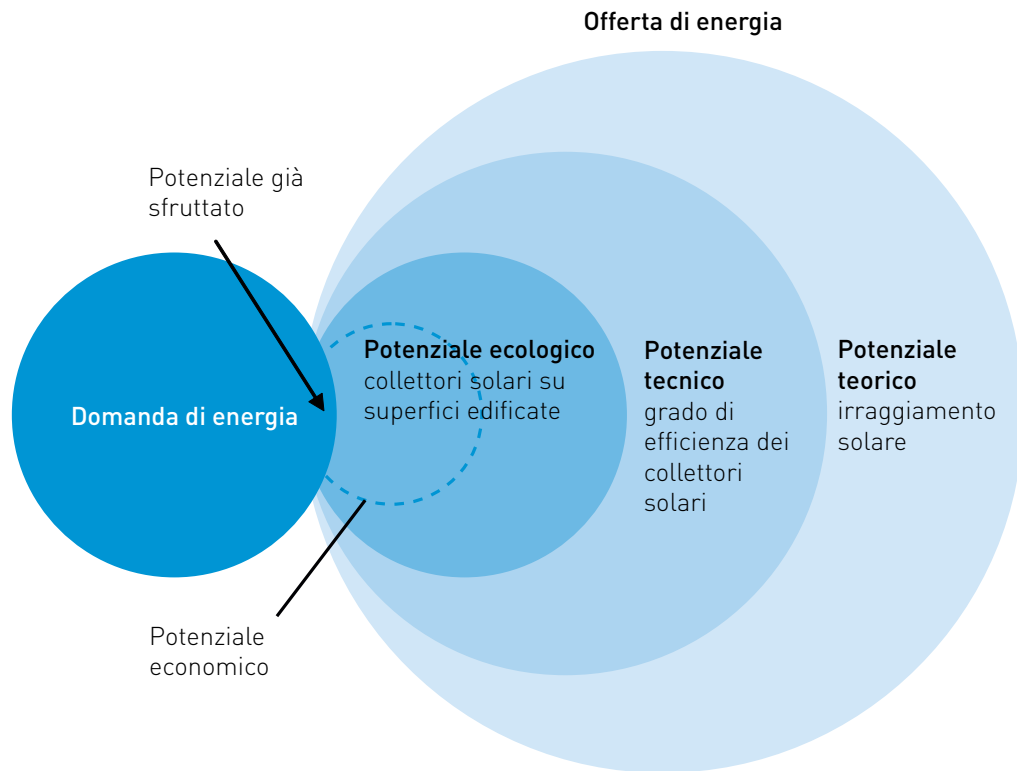 Offerta di energia
Potenziale già
sfruttato
Domanda di energia
Potenziale ecologico
collettori solari su
superfici edificate
Potenziale
tecnico
grado di
efficienza dei
collettori
solari
Potenziale
teorico
irraggiamento
solare
Potenziale
economico